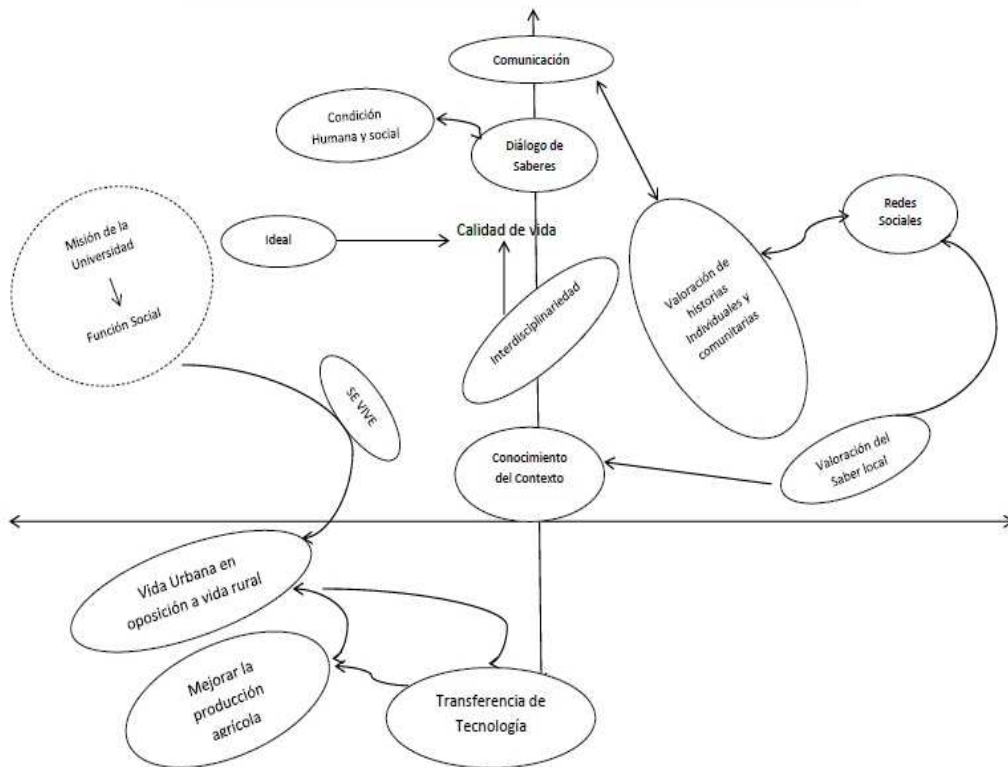 Comunicación
Condición
Humana y social
Diálogo de
Saberes
Misión de la
Universidad
Función Social
Ideal
Calidad de vida
Redes
Sociales
Valoración de
historias
Individuales y
comunitarias
Interdisciplinariedad
SE VIVE
Conocimiento
del Contexto
Valoración del
Saber local
Vida Urbana en
oposición a vida rural
Mejorar la
producción
agrícola
Transferencia de
Tecnología